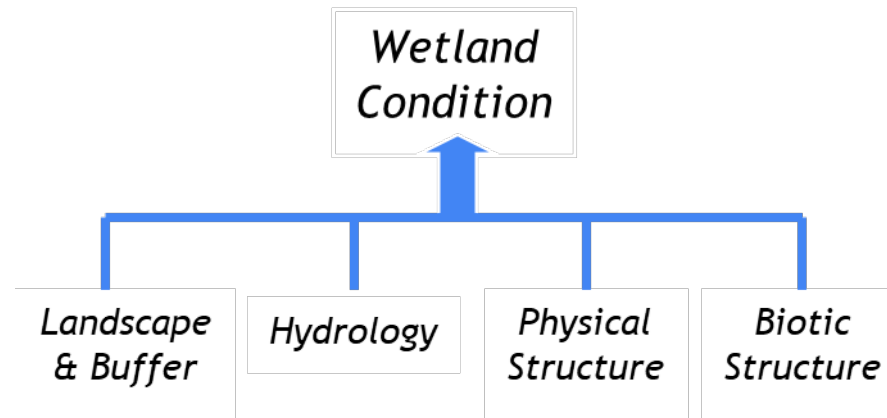 Wetland
Condition
Landscape
& Buffer
Hydrology
Physical
Structure
Biotic
Structure